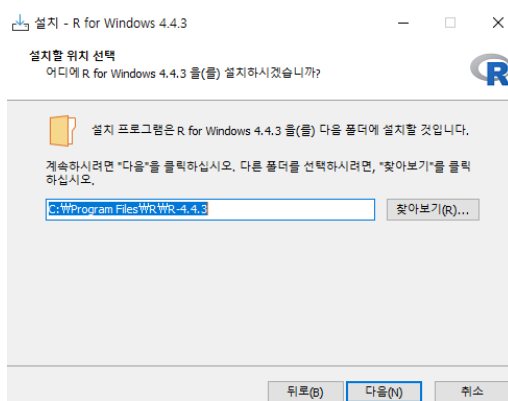 설치 - R for Windows 4.4.3
설치할 위치 선택
어디에 R for Windows 4.4.3 을(를) 설치하시겠습니까?
R
설치 프로그램은 R for Windows 4.4.3 을(를) 다음 폴더에 설치할 것입니다.
계속하시려면 "다음"을 클릭하십시오. 다른 폴더를 선택하시려면, "찾아보기"를 클릭
하십시오.
C:₩Program Files₩R₩R-4.4.3 찾아보기(R)...
뒤로(B) 다음(N) 취소